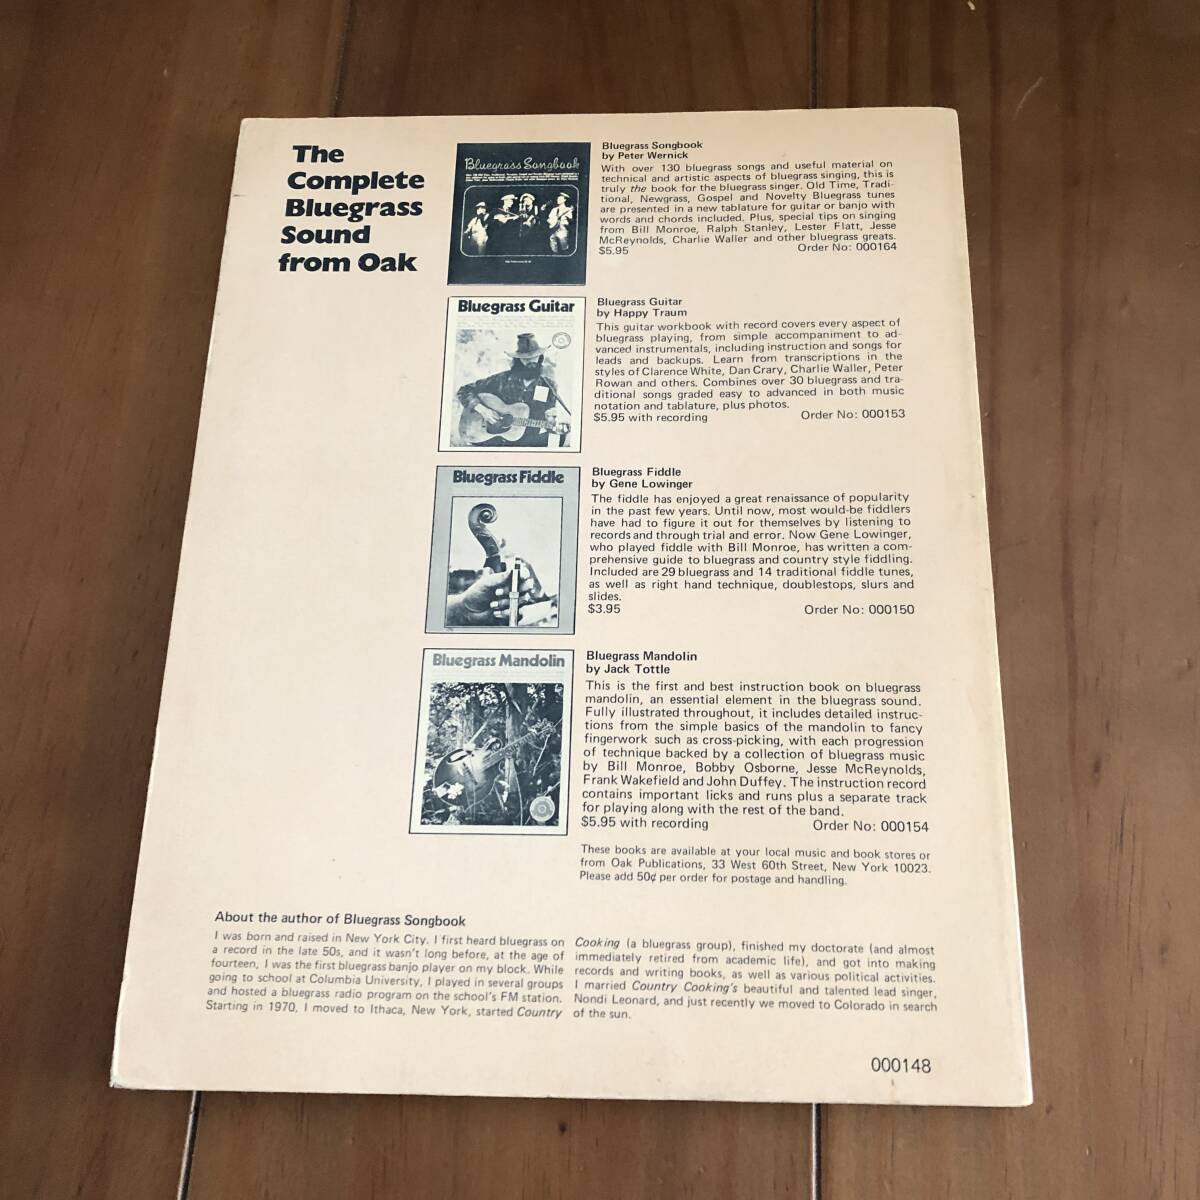 The
Complete
Bluegrass
Sound
from Oak
Bluegrass Songbook
Bluegrass Songbook
by Peter Wernick
With over 130 bluegrass songs and useful material on
technical and artistic aspects of bluegrass singing, this is
truly the book for the bluegrass singer. Old Time, Tradi-
tional, Newgrass, Gospel and Novelty Bluegrass tunes
are presented in a new tablature for guitar or banjo with
words and chords included. Plus, special tips on singing
from Bill Monroe, Ralph Stanley, Lester Flatt, Jesse
McReynolds, Charlie Waller and other bluegrass greats.
$5.95 Order No: 000164
Bluegrass Guitar
Bluegrass Guitar
by Happy Traum
This guitar workbook with record covers every aspect of
bluegrass playing, from simple accompaniment to ad-
vanced instrumentals, including instruction and songs for
leads and backups. Learn from transcriptions in the
styles of Clarence White, Dan Crary, Charlie Waller, Peter
Rowan and others. Combines over 30 bluegrass and tra-
ditional songs graded easy to advanced in both music
notation and tablature, plus photos.
$5.95 with recording Order No: 000153
Bluegrass Fiddle
Bluegrass Fiddle
by Gene Lowinger
The fiddle has enjoyed a great renaissance of popularity
in the past few years. Until now, most would-be fiddlers
have had to figure it out for themselves by listening to
records and through trial and error. Now Gene Lowinger,
who played fiddle with Bill Monroe, has written a com-
prehensive guide to bluegrass and country style fiddling.
Included are 29 bluegrass and 14 traditional fiddle tunes,
as well as right hand technique, doublestops, slurs and
slides.
$3.95 Order No: 000150
Bluegrass Mandolin
Bluegrass Mandolin
by Jack Tottle
This is the first and best instruction book on bluegrass
mandolin, an essential element in the bluegrass sound.
Fully illustrated throughout, it includes detailed instruc-
tions from the simple basics of the mandolin to fancy
fingerwork such as cross-picking, with each progression
of technique backed by a collection of bluegrass music
by Bill Monroe, Bobby Osborne, Jesse McReynolds,
Frank Wakefield and John Duffey. The instruction record
contains important licks and runs plus a separate track
for playing along with the rest of the band.
$5.95 with recording Order No: 000154
These books are available at your local music and book stores or
from Oak Publications, 33 West 60th Street, New York 10023.
Please add 50¢ per order for postage and handling.
About the author of Bluegrass Songbook
I was born and raised in New York City. I first heard bluegrass on
a record in the late 50s, and it wasn't long before, at the age of
fourteen, I was the first bluegrass banjo player on my block. While
going to school at Columbia University, I played in several groups
and hosted a bluegrass radio program on the school's FM station.
Starting in 1970, I moved to Ithaca, New York, started Country
Cooking (a bluegrass group), finished my doctorate (and almost
immediately retired from academic life), and got into making
records and writing books, as well as various political activities.
I married Country Cooking's beautiful and talented lead singer,
Nondi Leonard, and just recently we moved to Colorado in search
of the sun.
000148